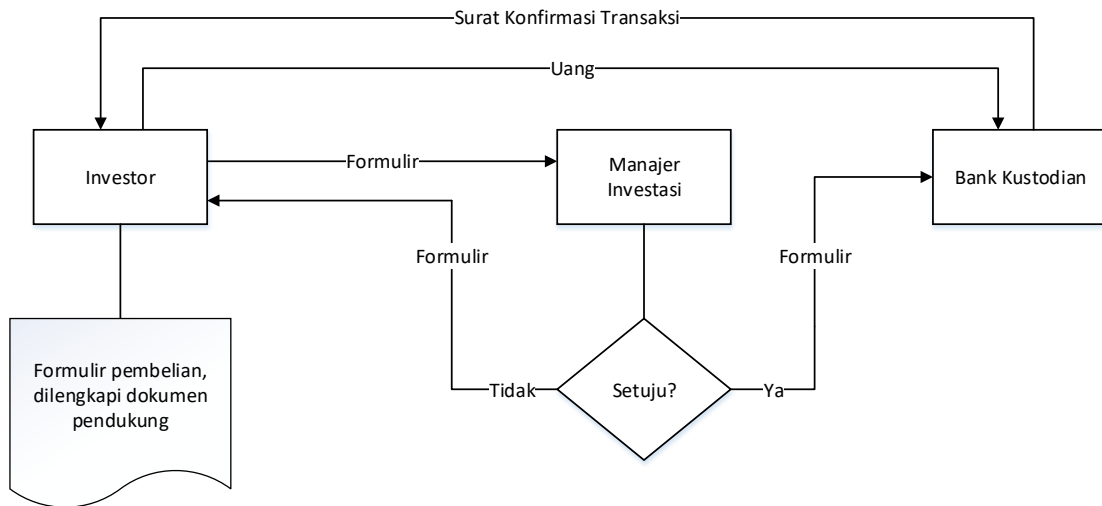 Surat Konfirmasi Transaksi
Uang
Investor
Formulir
Manajer
Investasi
Bank Kustodian
Formulir
Formulir
Formulir pembelian,
dilengkapi dokumen
pendukung
Tidak
Setuju?
Ya